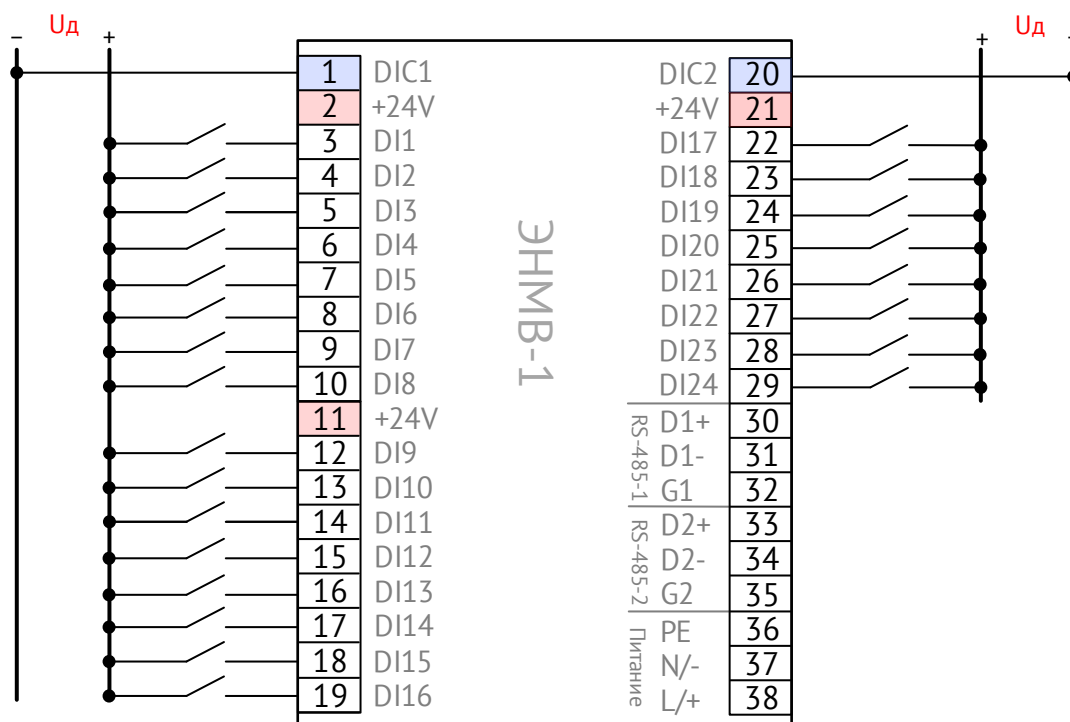 − Uд +
+ Uд −
1 DIC1
2 +24V
3 DI1
4 DI2
5 DI3
6 DI4
7 DI5
8 DI6
9 DI7
10 DI8
11 +24V
12 DI9
13 DI10
14 DI11
15 DI12
16 DI13
17 DI14
18 DI15
19 DI16
ЭНМВ-1
DIC2 20
+24V 21
DI17 22
DI18 23
DI19 24
DI20 25
DI21 26
DI22 27
DI23 28
DI24 29
RS-485-1
D1+ 30
D1- 31
G1 32
RS-485-2
D2+ 33
D2- 34
G2 35
Питание
PE 36
N/- 37
L/+ 38